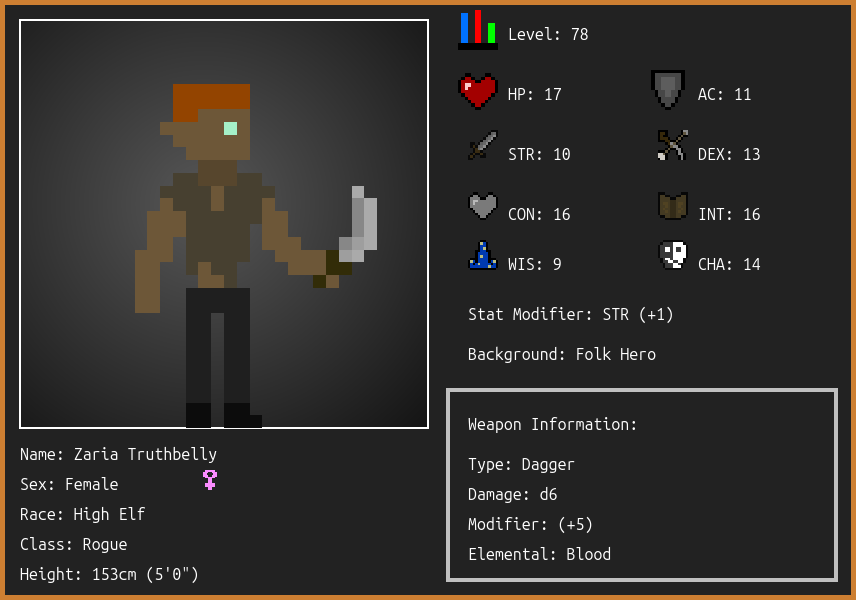 Level: 78
HP: 17
AC: 11
STR: 10
DEX: 13
CON: 16
INT: 16
WIS: 9
CHA: 14
Stat Modifier: STR (+1)
Background: Folk Hero
Name: Zaria Truthbelly
Sex: Female
Race: High Elf
Class: Rogue
Height: 153cm (5'0")
Weapon Information:
Type: Dagger
Damage: d6
Modifier: (+5)
Elemental: Blood